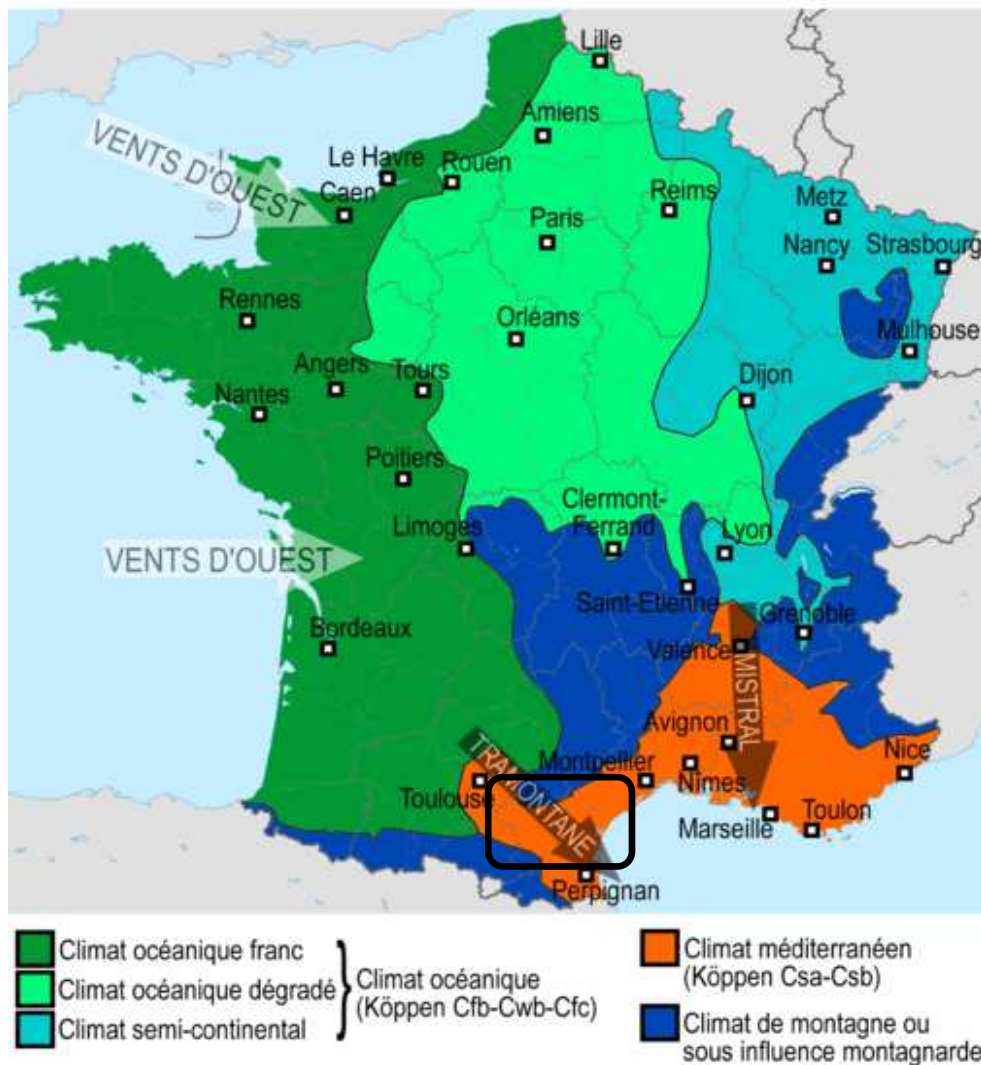 Lille
Amiens
VENTS D'OUEST
Le Havre
Rouen
Caen
Reims
Metz
Paris
Nancy
Strasbourg
Rennes
Orléans
Mulhouse
Angers
Tours
Dijon
Nantes
Poitiers
Clermont-
Ferrand
Limoges
Lyon
VENTS D'OUEST
Saint-Etienne
Grenoble
Bordeaux
Valence
MISTRAL
Avignon
TRAMONTANE
Montpellier
Nice
Nîmes
Toulouse
Marseille
Toulon
Perpignan
Climat océanique franc
Climat océanique dégradé
Climat semi-continental
Climat océanique
(Köppen Cfb-Cwb-Cfc)
Climat méditerranéen
(Köppen Csa-Csb)
Climat de montagne ou
sous influence montagnarde